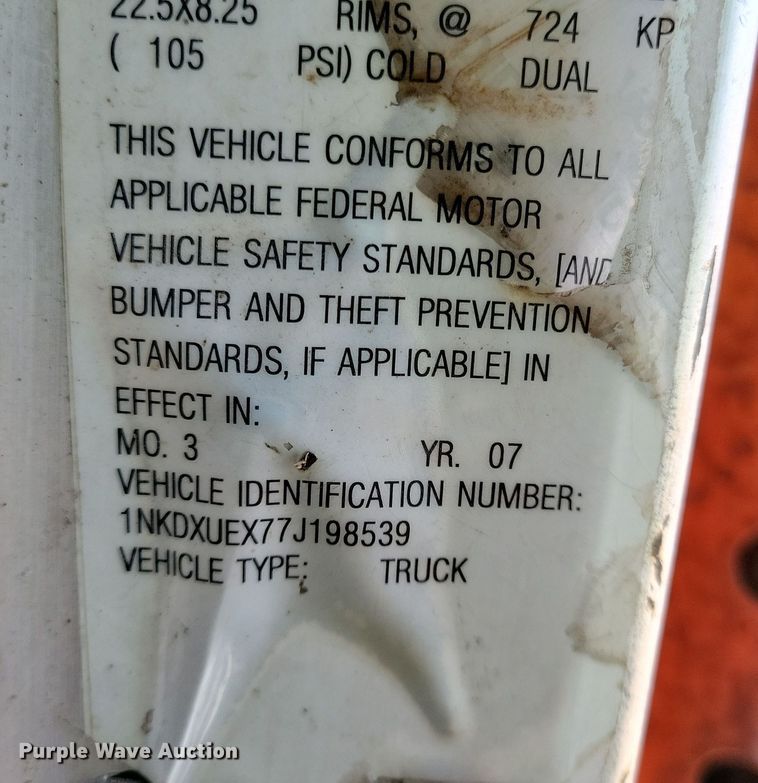 22.5X8.25 RIMS, @ 724 KP
( 105 PSI) COLD DUAL
THIS VEHICLE CONFORMS TO ALL
APPLICABLE FEDERAL MOTOR
VEHICLE SAFETY STANDARDS, [AND
BUMPER AND THEFT PREVENTION
STANDARDS, IF APPLICABLE] IN
EFFECT IN:
MO. 3 YR. 07
VEHICLE IDENTIFICATION NUMBER:
1NKDXUEX77J198539
VEHICLE TYPE: TRUCK
Purple Wave Auction